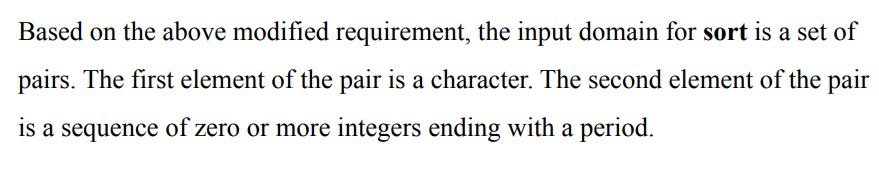 Based on the above modified requirement, the input domain for sort is a set of
pairs. The first element of the pair is a character. The second element of the pair
is a sequence of zero or more integers ending with a period.